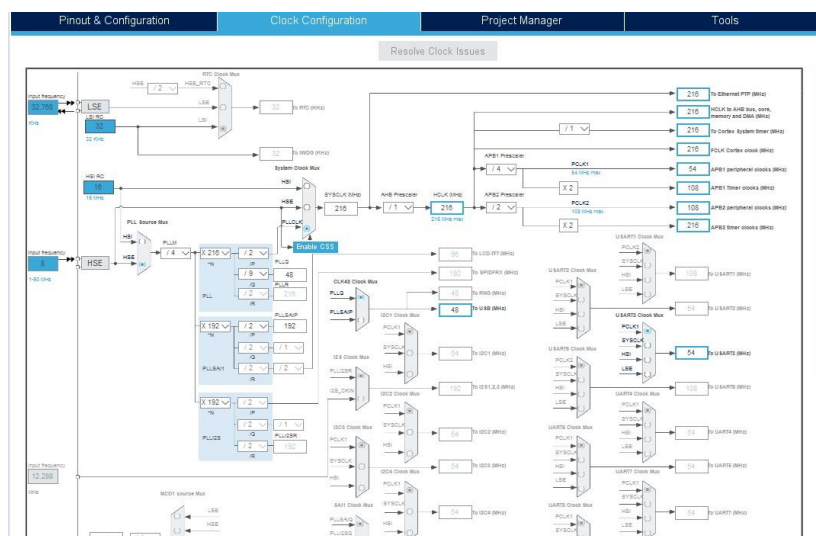 Pinout & Configuration
Clock Configuration
Project Manager
Tools
Resolve Clock Issues
RTC Clock Mux
HSE
/ 2
HSE_RTC
Input frequency
32.768
KHz
LSE
LSE
32
To RTC (KHz)
LSI RC
32
32 KHz
LSI
32
To IWDG (KHz)
216
To Ethernet PTP (MHz)
216
HCLK to AHB bus, core,
memory and DMA (MHz)
/ 1
216
To Cortex System timer (MHz)
216
FCLK Cortex clock (MHz)
APB1 Prescaler
/ 4
PCLK1
54 MHz max
54
APB1 peripheral clocks (MHz)
X 2
108
APB1 Timer clocks (MHz)
APB2 Prescaler
/ 2
PCLK2
108 MHz max
108
APB2 peripheral clocks (MHz)
X 2
216
APB2 timer clocks (MHz)
System Clock Mux
HSI RC
16
16 MHz
HSI
HSE
PLLCLK
SYSCLK (MHz)
216
AHB Prescaler
/ 1
HCLK (MHz)
216
216 MHz max
Enable CSS
PLL Source Mux
HSI
HSE
Input frequency
8
1-50 MHz
HSE
PLLM
/ 4
X 216
*N
/ 2
/P
PLLQ
/ 9
48
/Q
PLLR
/ 2
216
/R
PLL
X 192
*N
/ 2
/P
PLLSAIP
192
/ 2
/ 1
/Q
/ 2
/ 2
/R
PLLSAI1
X 192
*N
/ 2
/P
/ 2
/ 1
/Q
PLLI2SR
/ 2
192
/R
PLLI2S
96
To LCD-TFT (MHz)
192
To SPDIFRX (MHz)
CLK48 Clock Mux
PLLQ
PLLSAIP
48
To RNG (MHz)
48
To USB (MHz)
I2C1 Clock Mux
PCLK1
SYSCLK
HSI
54
To I2C1 (MHz)
I2S Clock Mux
PLLI2SR
I2S_CKIN
192
To I2S1,2,3 (MHz)
I2C2 Clock Mux
PCLK1
SYSCLK
HSI
54
To I2C2 (MHz)
I2C3 Clock Mux
PCLK1
SYSCLK
HSI
54
To I2C3 (MHz)
I2C4 Clock Mux
PCLK1
SYSCLK
HSI
54
To I2C4 (MHz)
SAI1 Clock Mux
PLLSAIQ
PLLI2SQ
USART1 Clock Mux
PCLK2
SYSCLK
HSI
LSE
108
To USART1 (MHz)
USART2 Clock Mux
PCLK1
SYSCLK
HSI
LSE
54
To USART2 (MHz)
USART3 Clock Mux
PCLK1
SYSCLK
HSI
LSE
54
To USART3 (MHz)
USART6 Clock Mux
PCLK2
SYSCLK
HSI
LSE
108
To USART6 (MHz)
UART4 Clock Mux
PCLK1
SYSCLK
HSI
LSE
54
To UART4 (MHz)
UART5 Clock Mux
PCLK1
SYSCLK
HSI
LSE
54
To UART5 (MHz)
UART7 Clock Mux
PCLK1
SYSCLK
HSI
LSE
54
To UART7 (MHz)
UART8 Clock Mux
PCLK1
SYSCLK
HSI
Input frequency
12.288
MHz
MCO1 source Mux
LSE
HSE